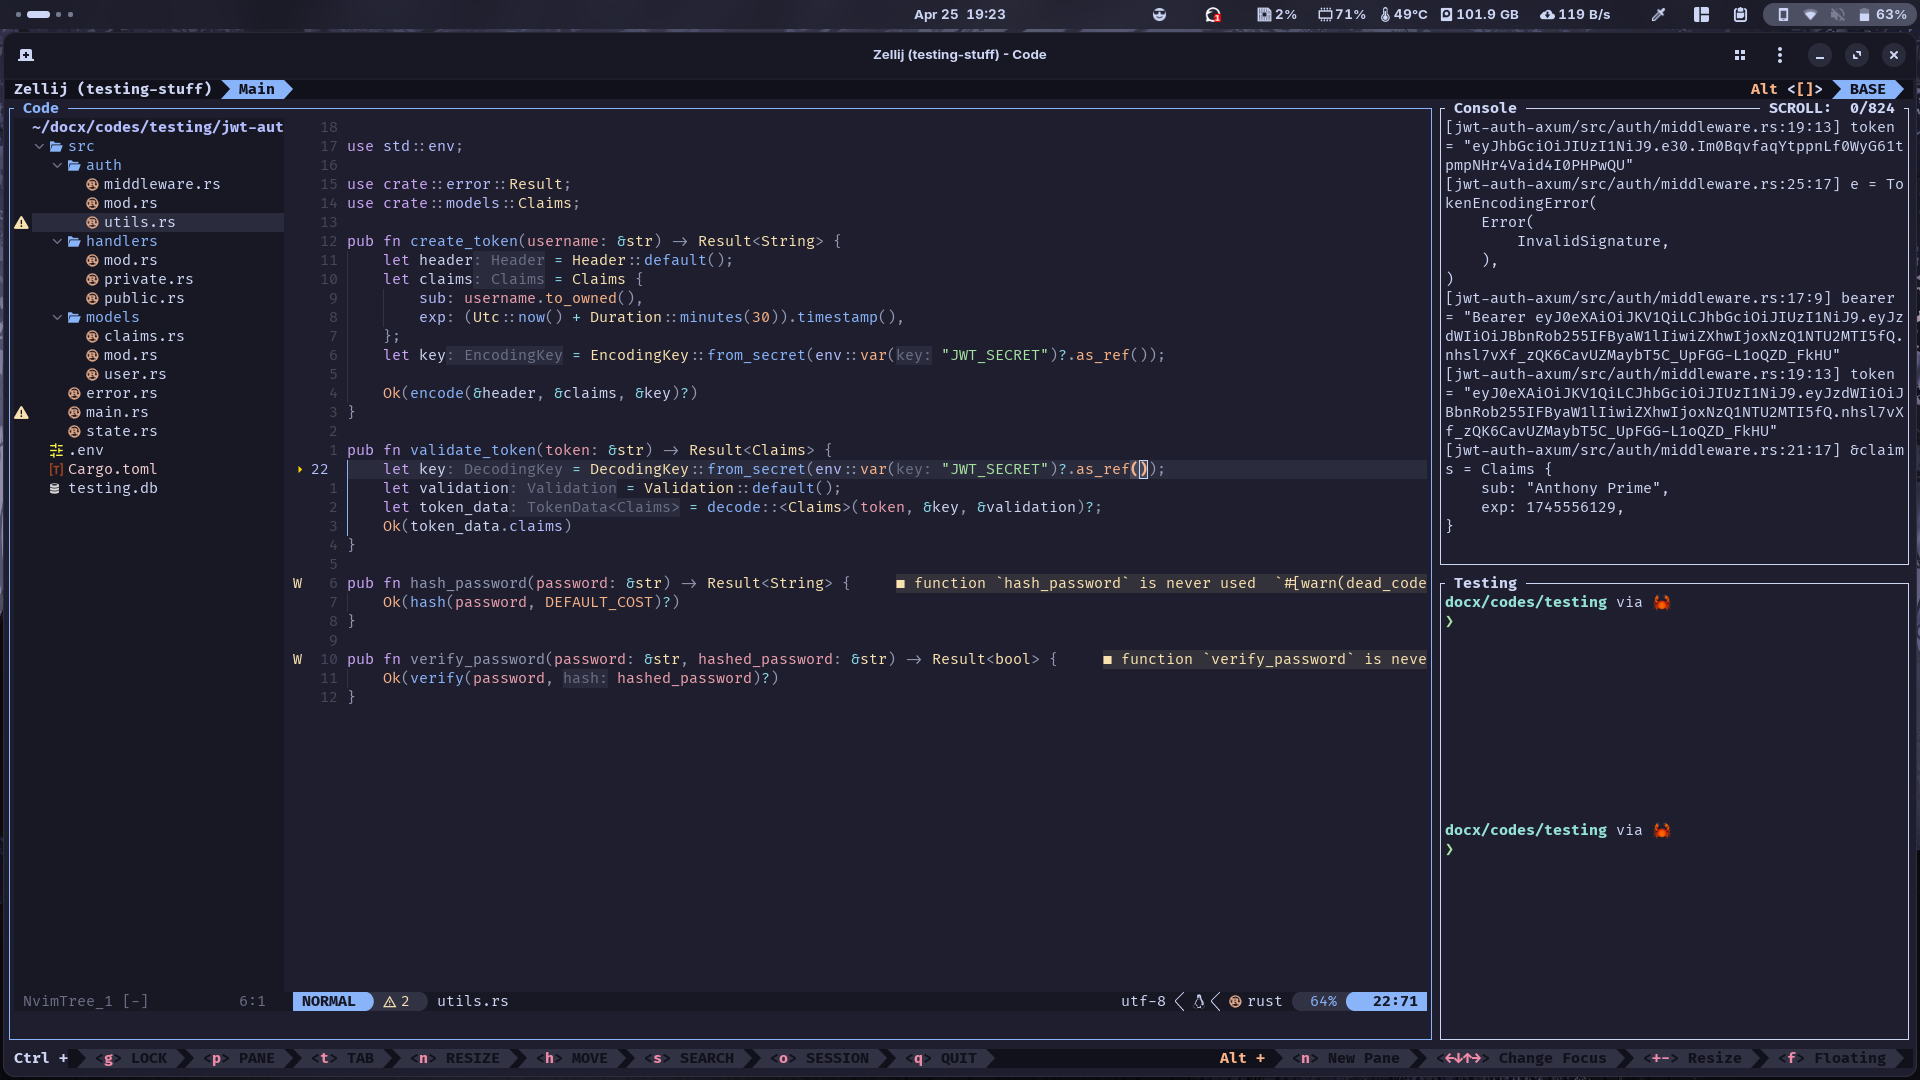 Apr 25 19:23
1
2%
71%
49°C
101.9 GB
119 B/s
63%
Zellij (testing-stuff) - Code
Zellij (testing-stuff) Main
Alt <[]> BASE
Code
~/docx/codes/testing/jwt-aut
src
auth
middleware.rs
mod.rs
utils.rs
handlers
mod.rs
private.rs
public.rs
models
claims.rs
mod.rs
user.rs
error.rs
main.rs
state.rs
.env
Cargo.toml
testing.db
NvimTree_1 [-] 6:1
18
17 use std::env;
16
15 use crate::error::Result;
14 use crate::models::Claims;
13
12 pub fn create_token(username: &str) -> Result<String> {
11 let header: Header = Header::default();
10 let claims: Claims = Claims {
9 sub: username.to_owned(),
8 exp: (Utc::now() + Duration::minutes(30)).timestamp(),
7 };
6 let key: EncodingKey = EncodingKey::from_secret(env::var(key: "JWT_SECRET")?.as_ref());
5
4 Ok(encode(&header, &claims, &key)?)
3 }
2
1 pub fn validate_token(token: &str) -> Result<Claims> {
22 let key: DecodingKey = DecodingKey::from_secret(env::var(key: "JWT_SECRET")?.as_ref());
1 let validation: Validation = Validation::default();
2 let token_data: TokenData<Claims> = decode::<Claims>(token, &key, &validation)?;
3 Ok(token_data.claims)
4 }
5
W 6 pub fn hash_password(password: &str) -> Result<String> { ■ function `hash_password` is never used `#[warn(dead_code
7 Ok(hash(password, DEFAULT_COST)?)
8 }
9
W 10 pub fn verify_password(password: &str, hashed_password: &str) -> Result<bool> { ■ function `verify_password` is neve
11 Ok(verify(password, hash: hashed_password)?)
12 }
NORMAL 2 utils.rs
utf-8 rust 64% 22:71
Console SCROLL: 0/824
[jwt-auth-axum/src/auth/middleware.rs:19:13] token
= "eyJhbGciOiJIUzI1NiJ9.e30.Im0BqvfaqYtppnLf0WyG61t
pmpNHr4Vaid4I0PHPwQU"
[jwt-auth-axum/src/auth/middleware.rs:25:17] e = To
kenEncodingError(
Error(
InvalidSignature,
),
)
[jwt-auth-axum/src/auth/middleware.rs:17:9] bearer
= "Bearer eyJ0eXAiOiJKV1QiLCJhbGciOiJIUzI1NiJ9.eyJz
dWIiOiJBbnRob255IFByaW1lIiwiZXhwIjoxNzQ1NTU2MTI5fQ.
nhsl7vXf_zQK6CavUZMaybT5C_UpFGG-L1oQZD_FkHU"
[jwt-auth-axum/src/auth/middleware.rs:19:13] token
= "eyJ0eXAiOiJKV1QiLCJhbGciOiJIUzI1NiJ9.eyJzdWIiOiJ
BbnRob255IFByaW1lIiwiZXhwIjoxNzQ1NTU2MTI5fQ.nhsl7vX
f_zQK6CavUZMaybT5C_UpFGG-L1oQZD_FkHU"
[jwt-auth-axum/src/auth/middleware.rs:21:17] &claim
s = Claims {
sub: "Anthony Prime",
exp: 1745556129,
}
Testing
docx/codes/testing via 🦀
❯
docx/codes/testing via 🦀
❯
Ctrl + <g> LOCK <p> PANE <t> TAB <n> RESIZE <h> MOVE <s> SEARCH <o> SESSION <q> QUIT
Alt + <n> New Pane <←↓↑→> Change Focus <+-> Resize <f> Floating